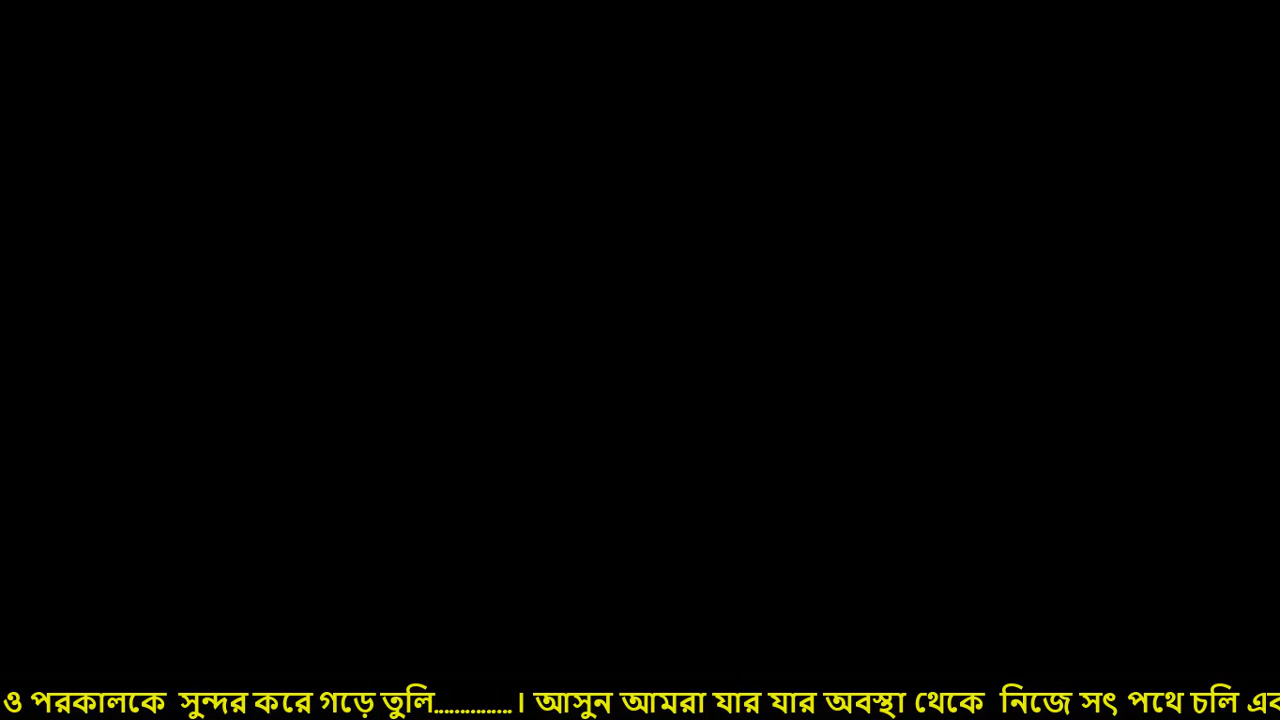 ও পরকালকে সুন্দর করে গড়ে তুলি...............। আসুন আমরা যার যার অবস্থা থেকে নিজে সৎ পথে চলি